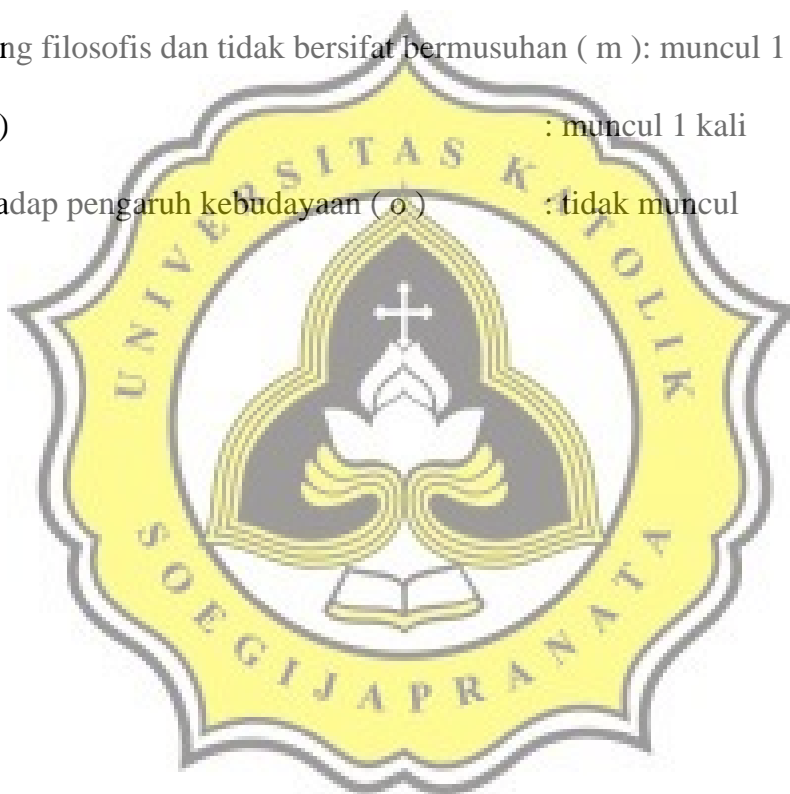 ng filosofis dan tidak bersifat bermusuhan ( m ): muncul 1
) : muncul 1 kali
adap pengaruh kebudayaan ( o ) : tidak muncul
UNIVERSITAS KATOLIK
SOEGIJAPRANATA